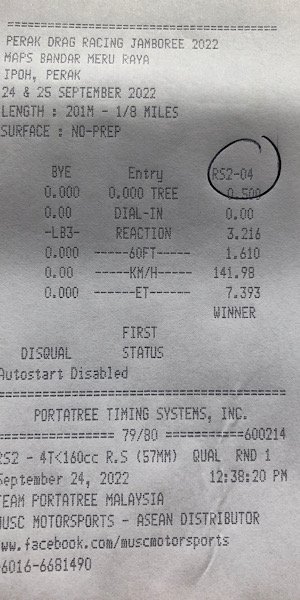 ================================
PERAK DRAG RACING JAMBOREE 2022
MAPS BANDAR MERU RAYA
IPOH, PERAK
24 & 25 SEPTEMBER 2022
LENGTH : 201M - 1/8 MILES
SURFACE : NO-PREP
BYE Entry RS2-04
0.000 0.000 TREE 0.500
0.00 DIAL-IN 0.00
-LB3- REACTION 3.216
0.000 -----60FT----- 1.610
0.00 -----KM/H----- 141.98
0.000 ------ET------ 7.393
WINNER
FIRST
DISQUAL STATUS
Autostart Disabled
================================
PORTATREE TIMING SYSTEMS, INC.
============== 79/80 ===========600214
RS2 - 4T<160cc R.S (57MM) QUAL RND 1
September 24, 2022 12:38:20 PM
TEAM PORTATREE MALAYSIA
MUSC MOTORSPORTS - ASEAN DISTRIBUTOR
ww.facebook.com/muscmotorsports
6016-6681490